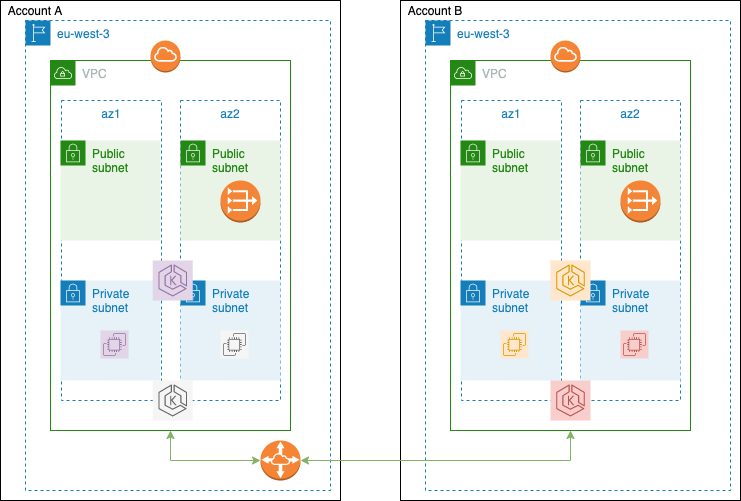 Account A
eu-west-3
VPC
az1
az2
Public
subnet
Public
subnet
Private
subnet
Private
subnet
K
K
Account B
eu-west-3
VPC
az1
az2
Public
subnet
Public
subnet
Private
subnet
Private
subnet
K
K